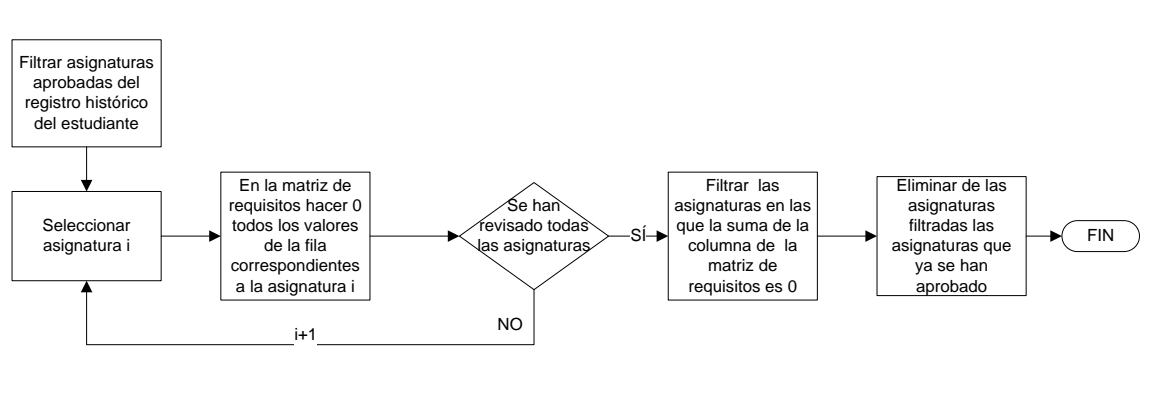 Filtrar asignaturas
aprobadas del
registro histórico
del estudiante
Seleccionar
asignatura i
En la matriz de
requisitos hacer 0
todos los valores
de la fila
correspondientes
a la asignatura i
Se han
revisado todas
las asignaturas
SÍ
NO
i+1
Filtrar las
asignaturas en las
que la suma de la
columna de la
matriz de
requisitos es 0
Eliminar de las
asignaturas
filtradas las
asignaturas que
ya se han
aprobado
FIN